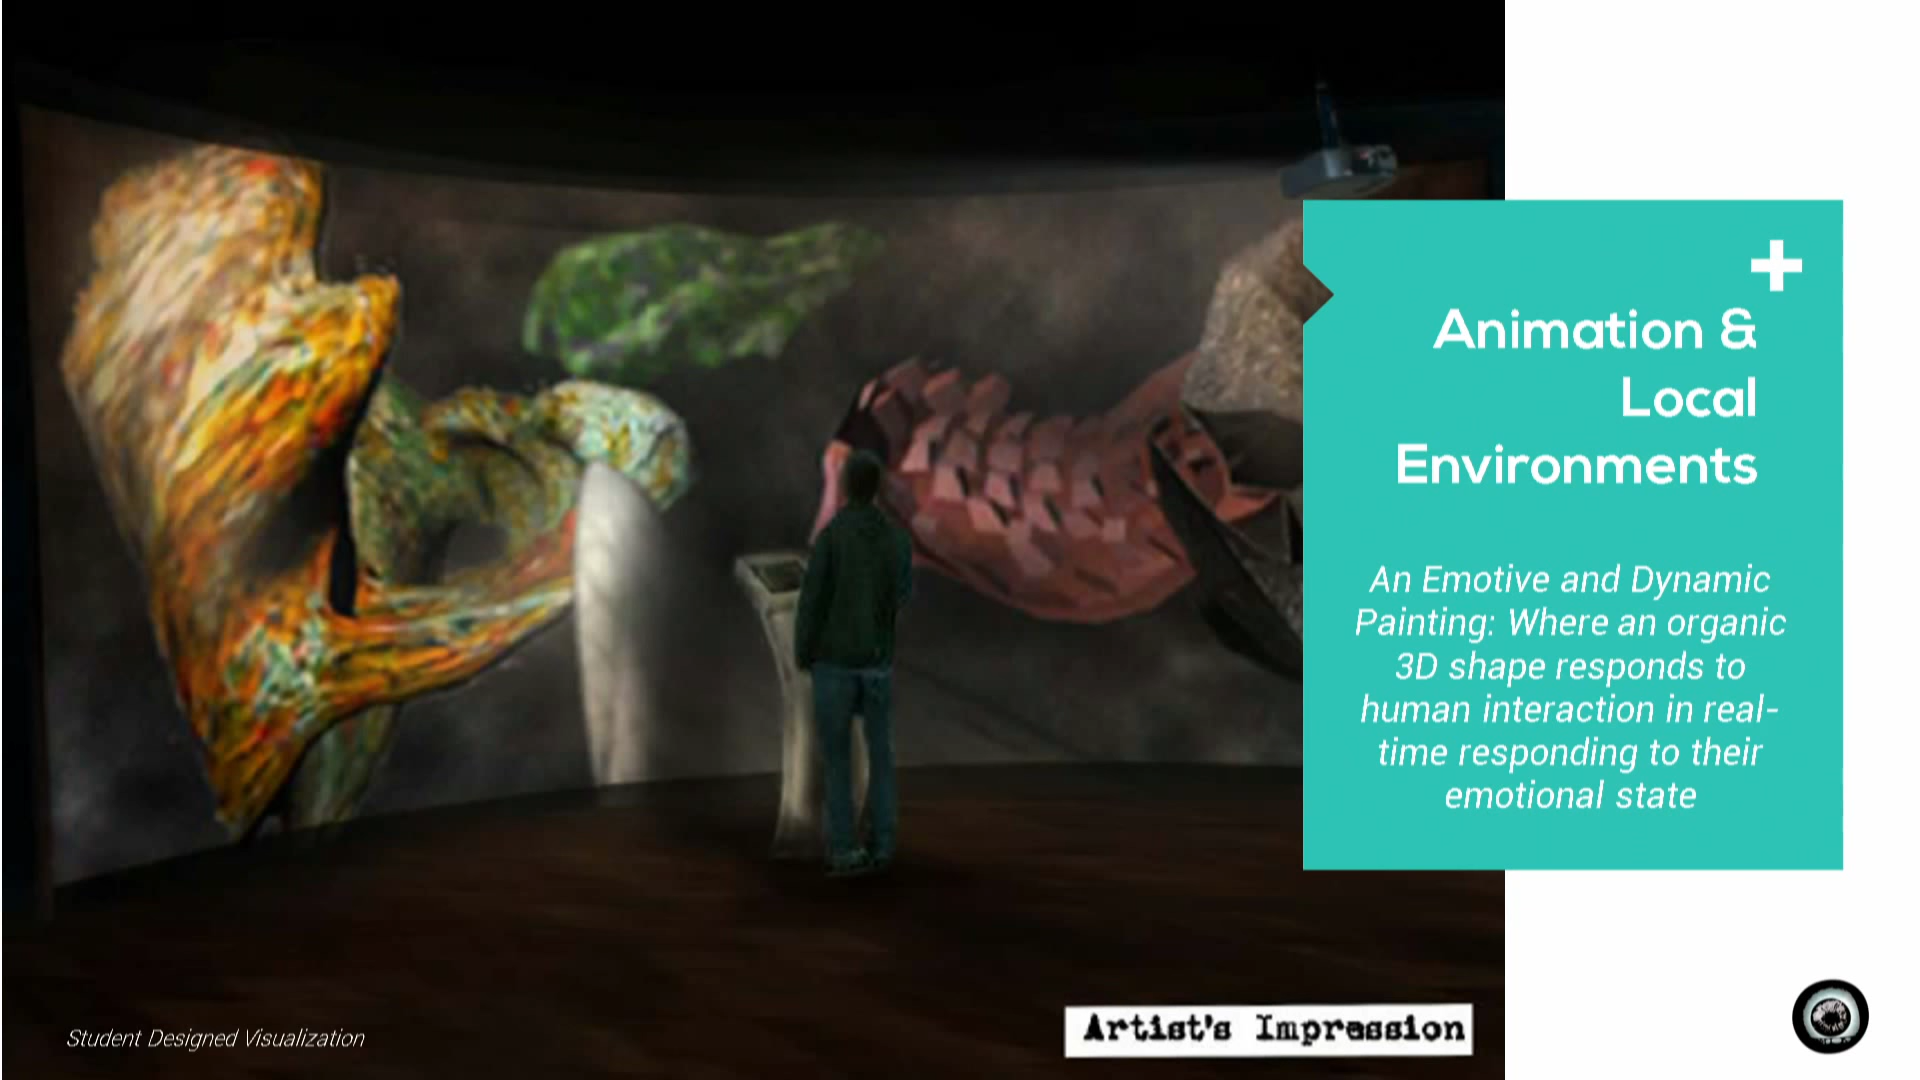 Animation &
Local
Environments
An Emotive and Dynamic
Painting: Where an organic
3D shape responds to
human interaction in real-
time responding to their
emotional state
Artist's Impression
Student Designed Visualization